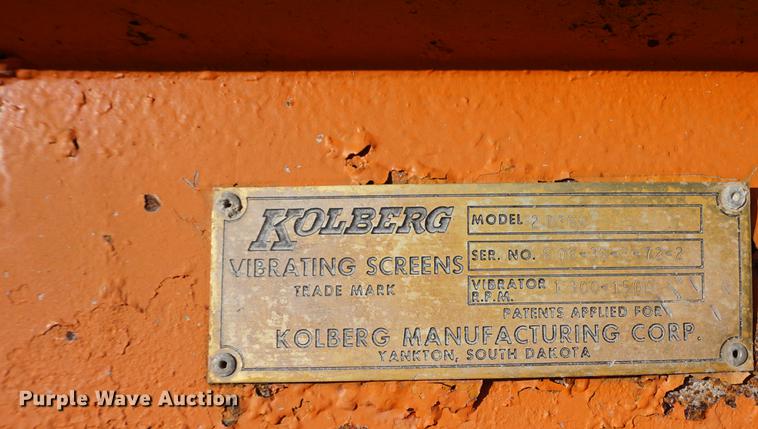 KOLBERG
VIBRATING SCREENS
TRADE MARK
MODEL
SER. NO.
VIBRATOR
R.P.M.
PATENTS APPLIED FOR
KOLBERG MANUFACTURING CORP.
YANKTON, SOUTH DAKOTA
Purple Wave Auction